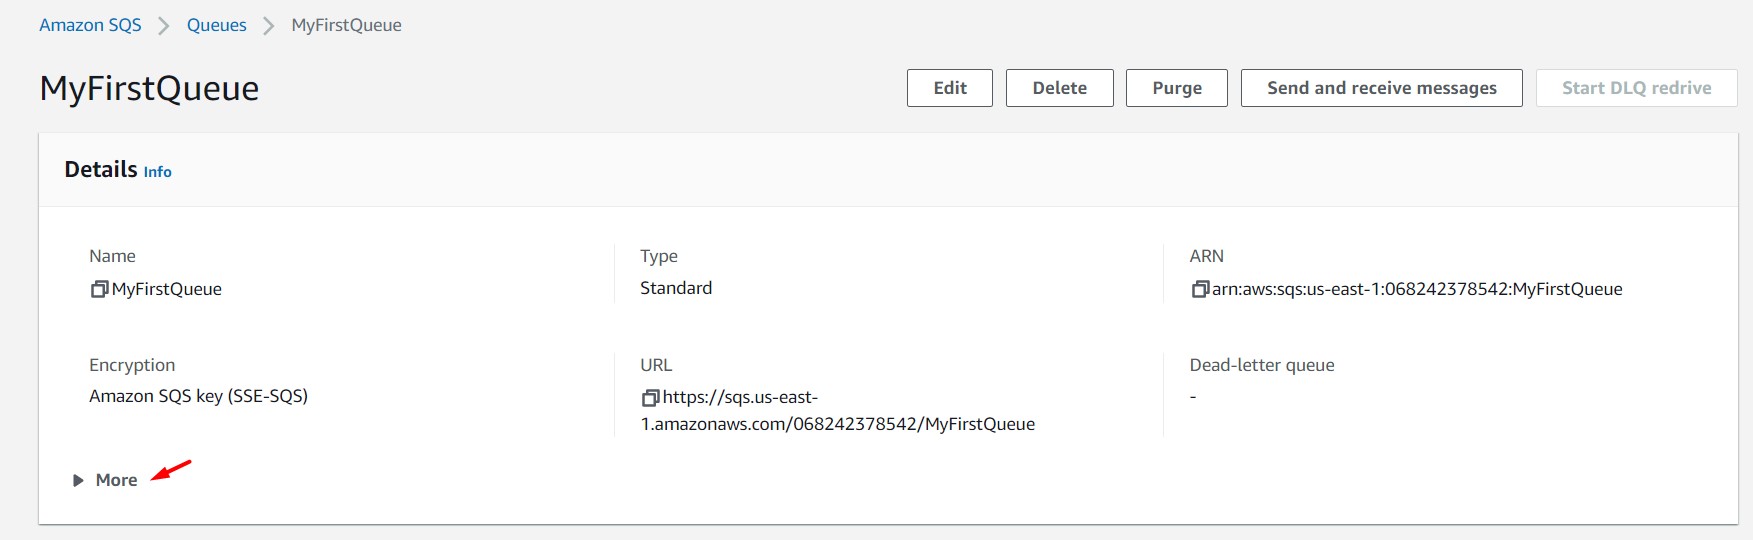 Amazon SQS > Queues > MyFirstQueue
MyFirstQueue
Edit
Delete
Purge
Send and receive messages
Start DLQ redrive
Details Info
Name
MyFirstQueue
Type
Standard
ARN
arn:aws:sqs:us-east-1:068242378542:MyFirstQueue
Encryption
Amazon SQS key (SSE-SQS)
URL
https://sqs.us-east-
1.amazonaws.com/068242378542/MyFirstQueue
Dead-letter queue
-
More